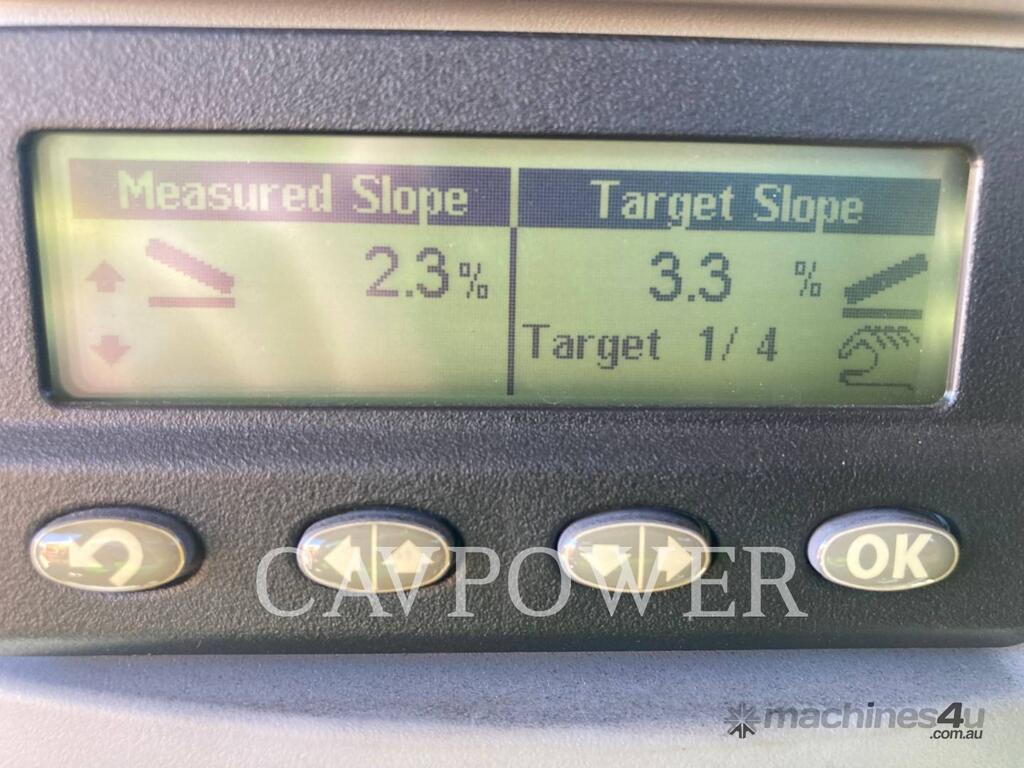 Measured Slope
Target Slope
2.3%
3.3 %
Target 1/ 4
OK
CAVPOWER
machines4u
.com.au